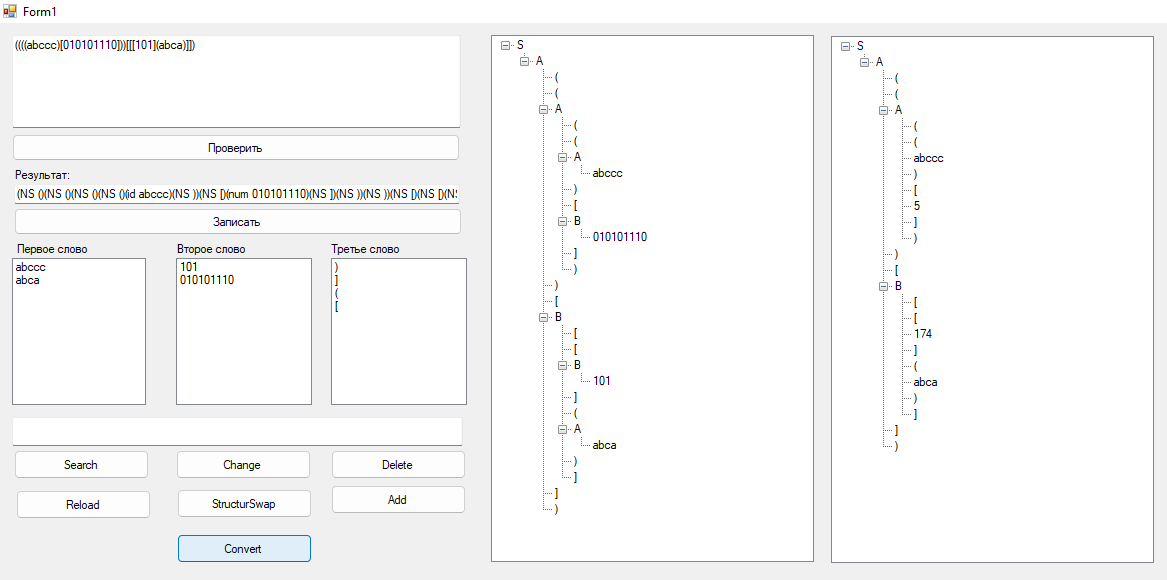 Form1
((((abccc)[010101110]))[[[101](abca)]])
Проверить
Результат:
(NS ()(NS ()(NS ()(NS ()(id abccc)(NS ))(NS [)(num 010101110)(NS ])(NS ))(NS ))(NS [)(NS [)(NS
Записать
Первое слово
abccc
abca
Второе слово
101
010101110
Третье слово
)
]
(
[
Search
Change
Delete
Reload
StructurSwap
Add
Convert
S
A
(
(
A
(
(
A
abccc
)
[
B
010101110
]
)
)
[
B
[
[
B
101
]
(
A
abca
)
]
]
)
S
A
(
(
A
(
(
abccc
)
[
5
]
)
)
[
B
[
[
174
]
(
abca
)
]
]
)